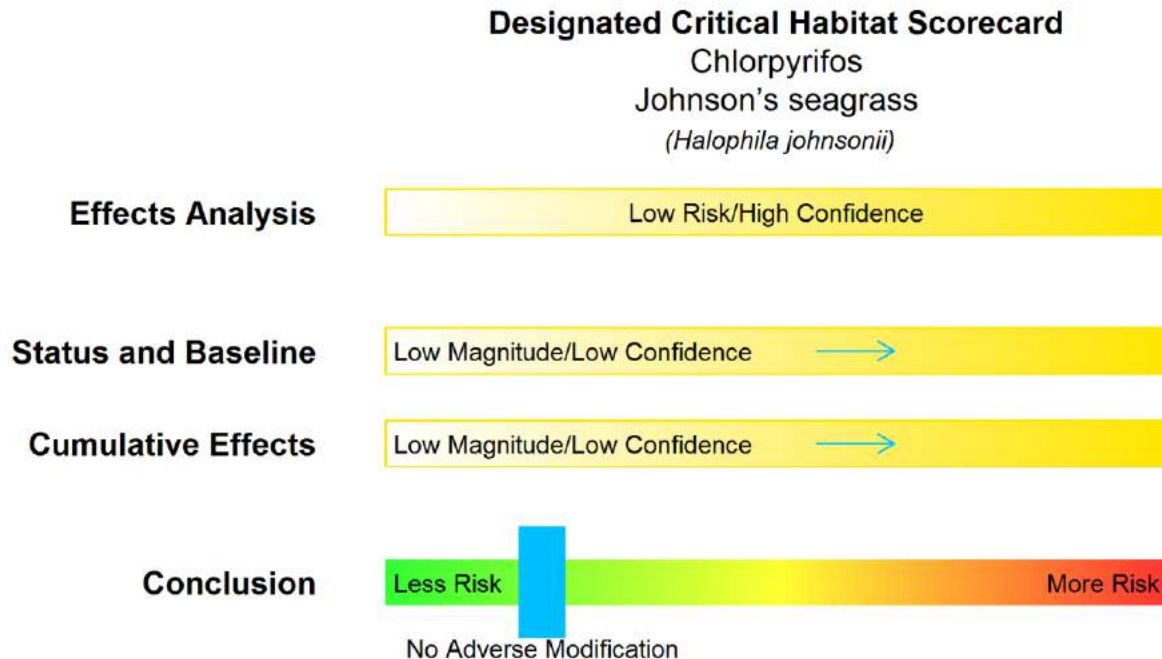 Designated Critical Habitat Scorecard
Chlorpyrifos
Johnson's seagrass
(Halophila johnsonii)
Effects Analysis
Low Risk/High Confidence
Status and Baseline
Low Magnitude/Low Confidence
Cumulative Effects
Low Magnitude/Low Confidence
Conclusion
Less Risk
More Risk
No Adverse Modification